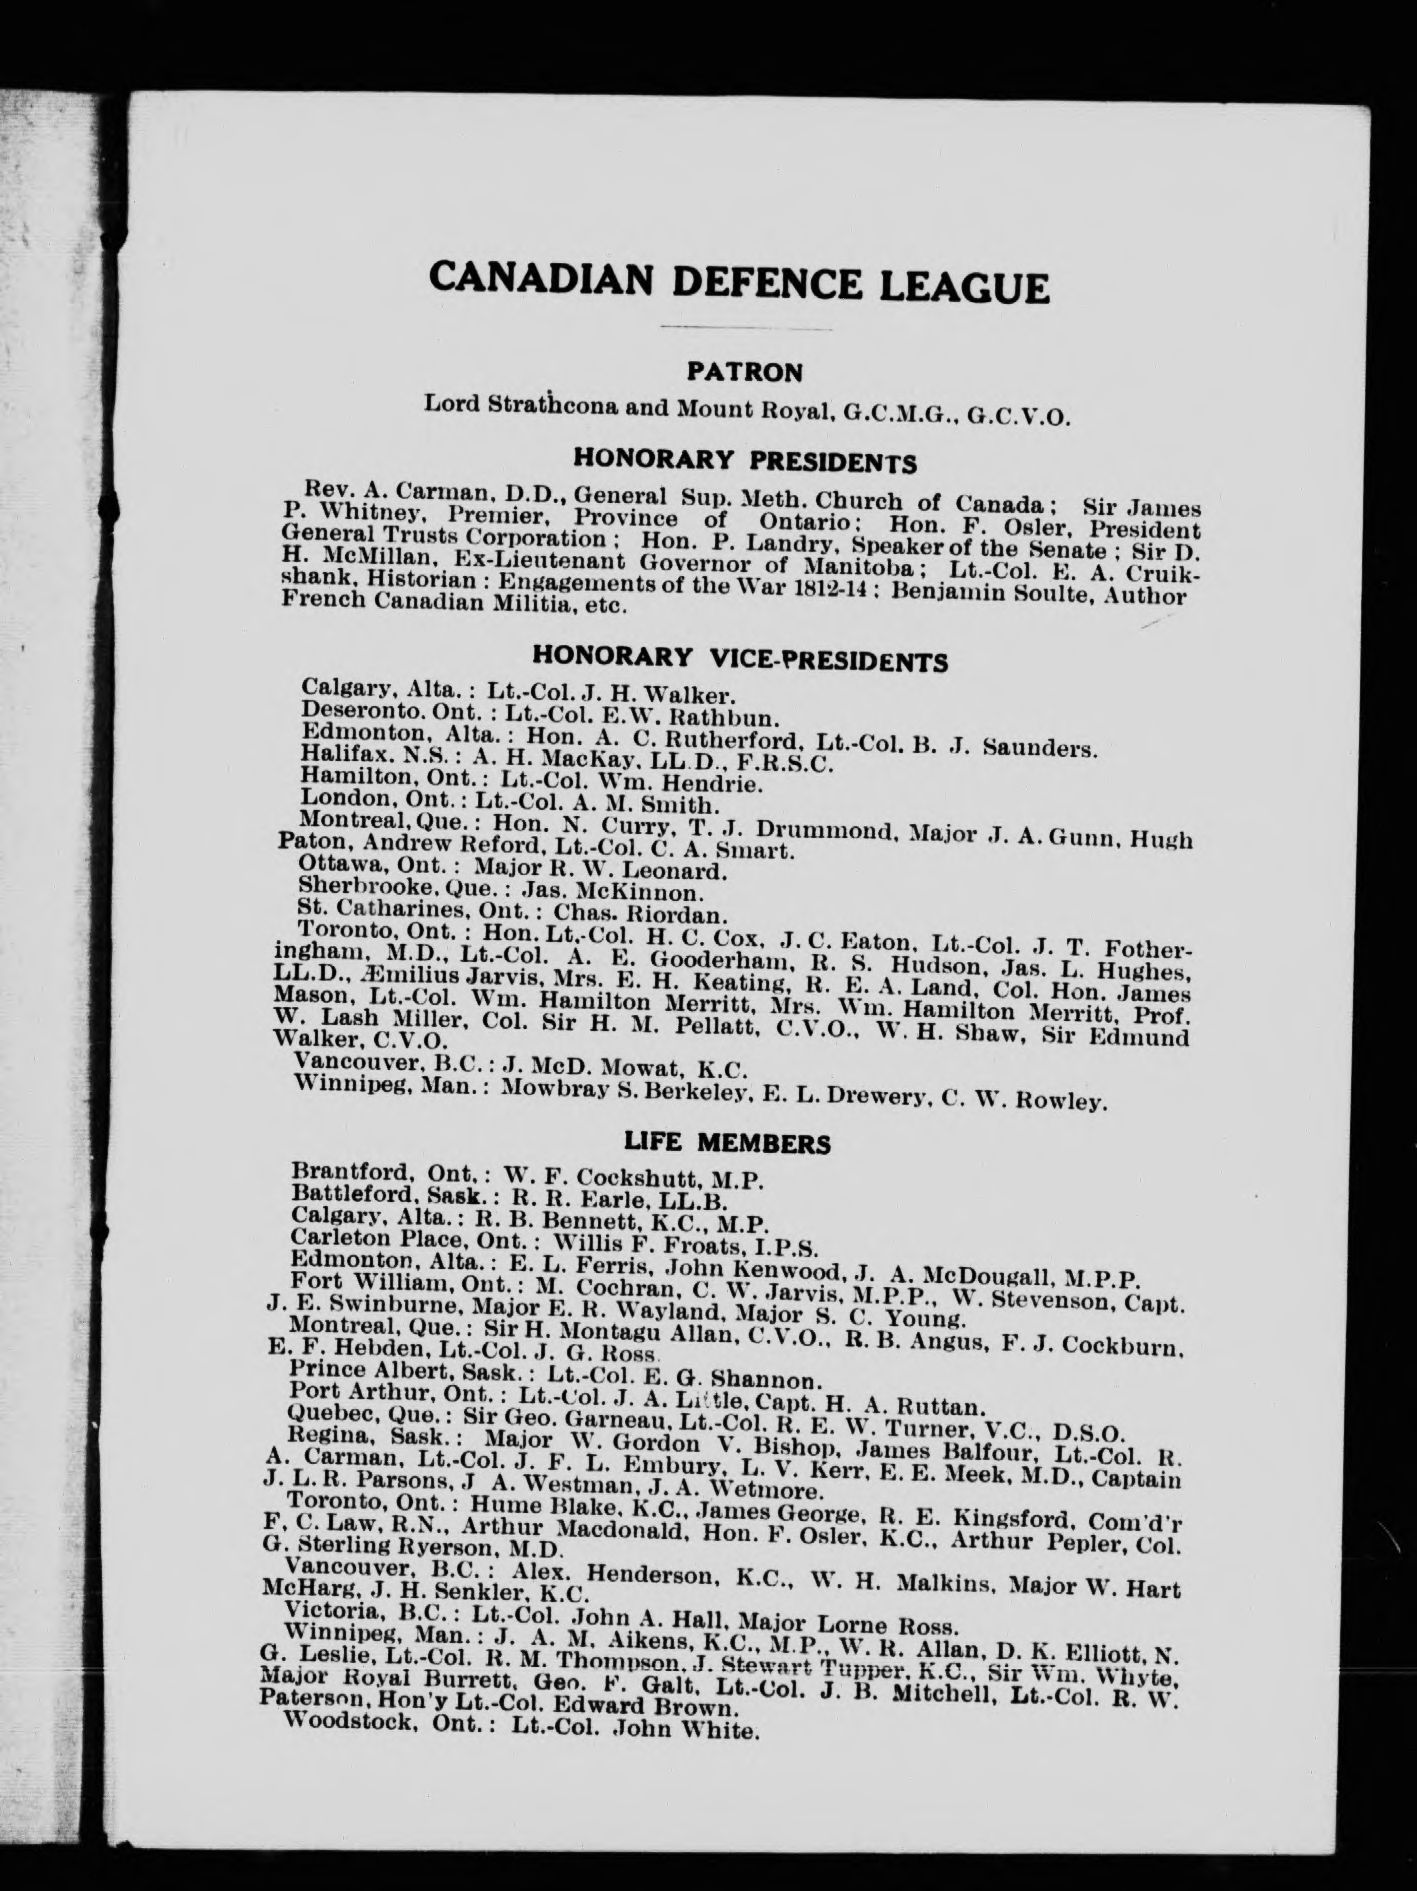 CANADIAN DEFENCE LEAGUE
PATRON
Lord Strathcona and Mount Royal, G.C.M.G., G.C.V.O.
HONORARY PRESIDENTS
Rev. A. Carman, D.D., General Sup. Meth. Church of Canada; Sir James
P. Whitney, Premier, Province of Ontario; Hon. F. Osler, President
General Trusts Corporation; Hon. P. Landry, Speaker of the Senate; Sir D.
H. McMillan, Ex-Lieutenant Governor of Manitoba; Lt.-Col. E. A. Cruik-
shank, Historian: Engagements of the War 1812-14; Benjamin Soulte, Author
French Canadian Militia, etc.
HONORARY VICE-PRESIDENTS
Calgary, Alta.: Lt.-Col. J. H. Walker.
Deseronto. Ont.: Lt.-Col. E.W. Rathbun.
Edmonton, Alta.: Hon. A. C. Rutherford, Lt.-Col. B. J. Saunders.
Halifax. N.S.: A. H. MacKay, LL.D., F.R.S.C.
Hamilton, Ont.: Lt.-Col. Wm. Hendrie.
London, Ont.: Lt.-Col. A. M. Smith.
Montreal, Que.: Hon. N. Curry, T. J. Drummond, Major J. A. Gunn, Hugh
Paton, Andrew Reford, Lt.-Col. C. A. Smart.
Ottawa, Ont.: Major R. W. Leonard.
Sherbrooke, Que.: Jas. McKinnon.
St. Catharines, Ont.: Chas. Riordan.
Toronto, Ont.: Hon. Lt.-Col. H. C. Cox, J. C. Eaton, Lt.-Col. J. T. Fother-
ingham, M.D., Lt.-Col. A. E. Gooderham, R. S. Hudson, Jas. L. Hughes,
LL.D., Æmilius Jarvis, Mrs. E. H. Keating, R. E. A. Land, Col. Hon. James
Mason, Lt.-Col. Wm. Hamilton Merritt, Mrs. Wm. Hamilton Merritt, Prof.
W. Lash Miller, Col. Sir H. M. Pellatt, C.V.O., W. H. Shaw, Sir Edmund
Walker, C.V.O.
Vancouver, B.C.: J. McD. Mowat, K.C.
Winnipeg, Man.: Mowbray S. Berkeley, E. L. Drewery, C. W. Rowley.
LIFE MEMBERS
Brantford, Ont.: W. F. Cockshutt, M.P.
Battleford, Sask.: R. R. Earle, LL.B.
Calgary, Alta.: R. B. Bennett, K.C., M.P.
Carleton Place, Ont.: Willis F. Froats, I.P.S.
Edmonton, Alta.: E. L. Ferris, John Kenwood, J. A. McDougall, M.P.P.
Fort William, Ont.: M. Cochran, C. W. Jarvis, M.P.P., W. Stevenson, Capt.
J. E. Swinburne, Major E. R. Wayland, Major S. C. Young.
Montreal, Que.: Sir H. Montagu Allan, C.V.O., R. B. Angus, F. J. Cockburn,
E. F. Hebden, Lt.-Col. J. G. Ross.
Prince Albert, Sask.: Lt.-Col. E. G. Shannon.
Port Arthur, Ont.: Lt.-Col. J. A. Little, Capt. H. A. Ruttan.
Quebec, Que.: Sir Geo. Garneau, Lt.-Col. R. E. W. Turner, V.C., D.S.O.
Regina, Sask.: Major W. Gordon V. Bishop, James Balfour, Lt.-Col. R.
A. Carman, Lt.-Col. J. F. L. Embury, L. V. Kerr, E. E. Meek, M.D., Captain
J. L. R. Parsons, J A. Westman, J. A. Wetmore.
Toronto, Ont.: Hume Blake, K.C., James George, R. E. Kingsford, Com'd'r
F. C. Law, R.N., Arthur Macdonald, Hon. F. Osler, K.C., Arthur Pepler, Col.
G. Sterling Ryerson, M.D.
Vancouver, B.C.: Alex. Henderson, K.C., W. H. Malkins, Major W. Hart
McHarg, J. H. Senkler, K.C.
Victoria, B.C.: Lt.-Col. John A. Hall, Major Lorne Ross.
Winnipeg, Man.: J. A. M. Aikens, K.C., M.P., W. R. Allan, D. K. Elliott, N.
G. Leslie, Lt.-Col. R. M. Thompson, J. Stewart Tupper, K.C., Sir Wm. Whyte,
Major Royal Burrett, Geo. F. Galt, Lt.-Col. J. B. Mitchell, Lt.-Col. R. W.
Paterson, Hon'y Lt.-Col. Edward Brown.
Woodstock, Ont.: Lt.-Col. John White.